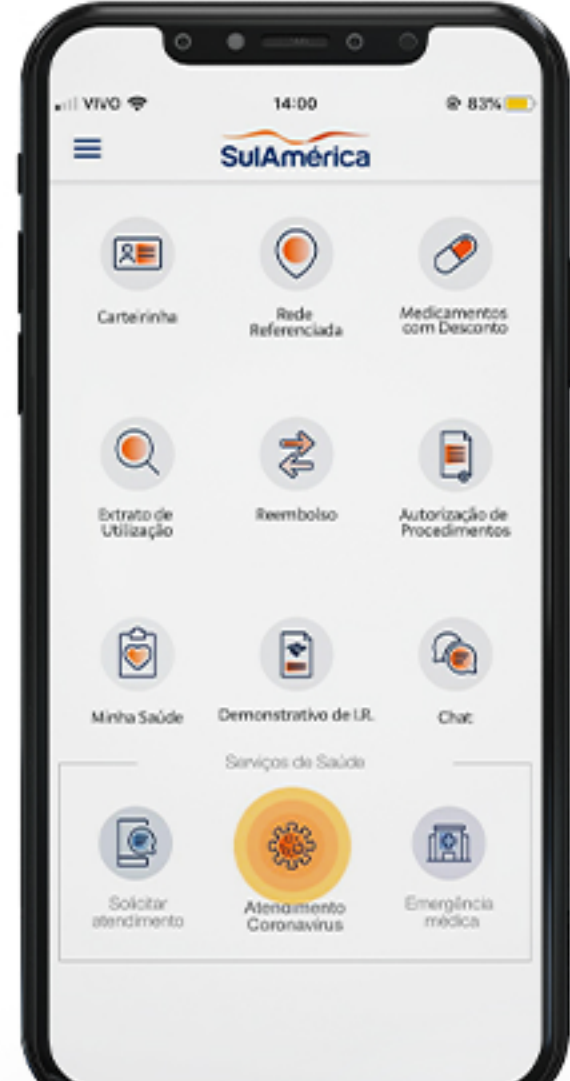 VIVO
14:00
83%
SulAmérica
Carteirinha
Rede
Referenciada
Medicamentos
com Desconto
Extrato de
Utilização
Reembolso
Autorização de
Procedimentos
Minha Saúde
Demonstrativo de I.R.
Chat
Serviços de Saúde
Solicitar
atendimento
Atendimento
Coronavírus
Emergência
médica